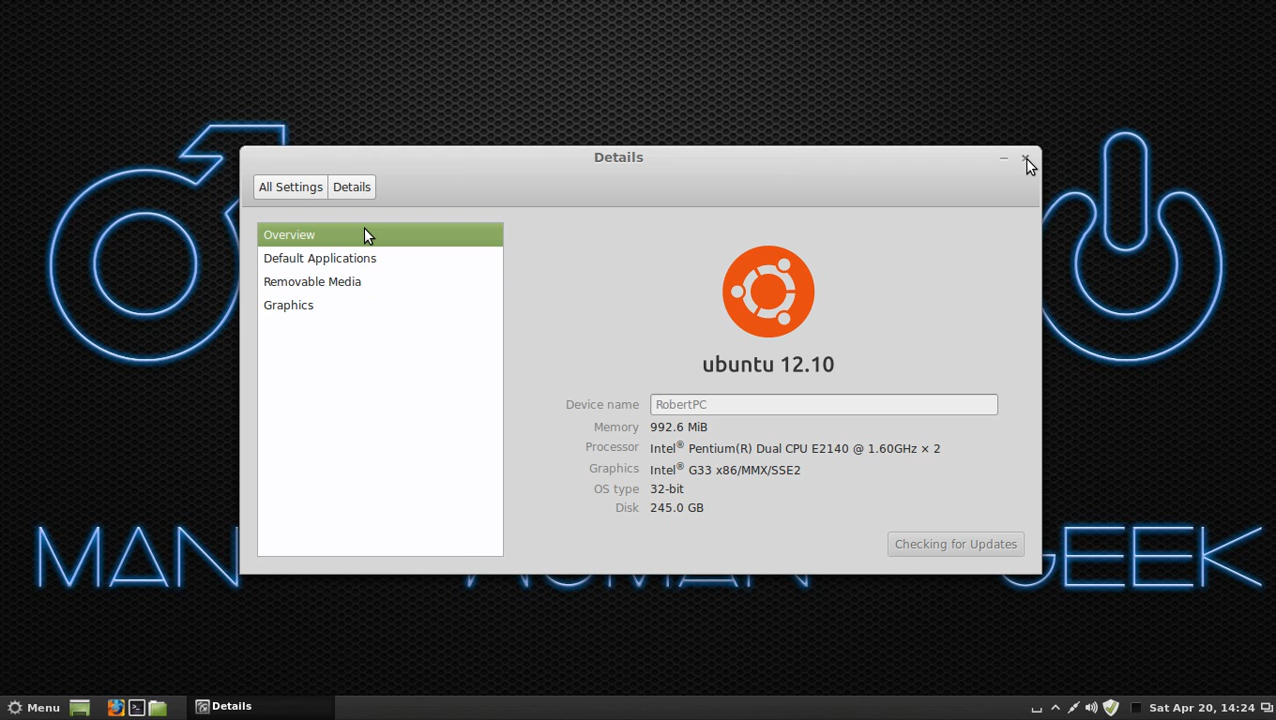 Details
All Settings Details
Overview
Default Applications
Removable Media
Graphics
ubuntu 12.10
Device name RobertPC
Memory 992.6 MiB
Processor Intel® Pentium(R) Dual CPU E2140 @ 1.60GHz × 2
Graphics Intel® G33 x86/MMX/SSE2
OS type 32-bit
Disk 245.0 GB
Checking for Updates
MAN GEEK
Menu Details Sat Apr 20, 14:24